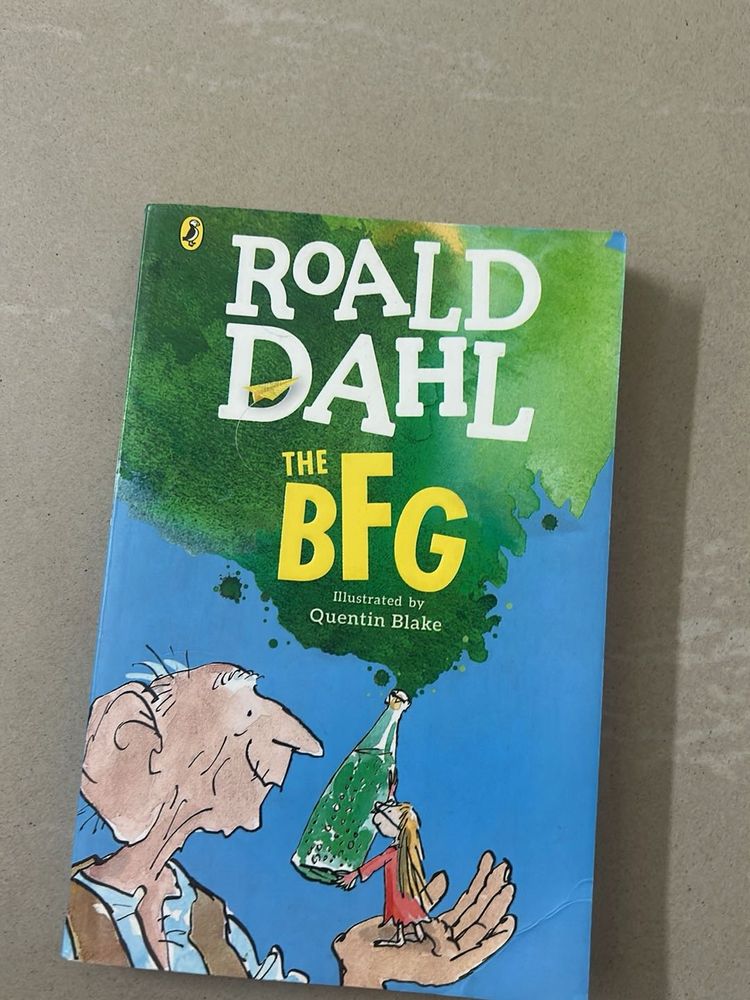 ROALD
DAHL
THE
BFG
Illustrated by
Quentin Blake